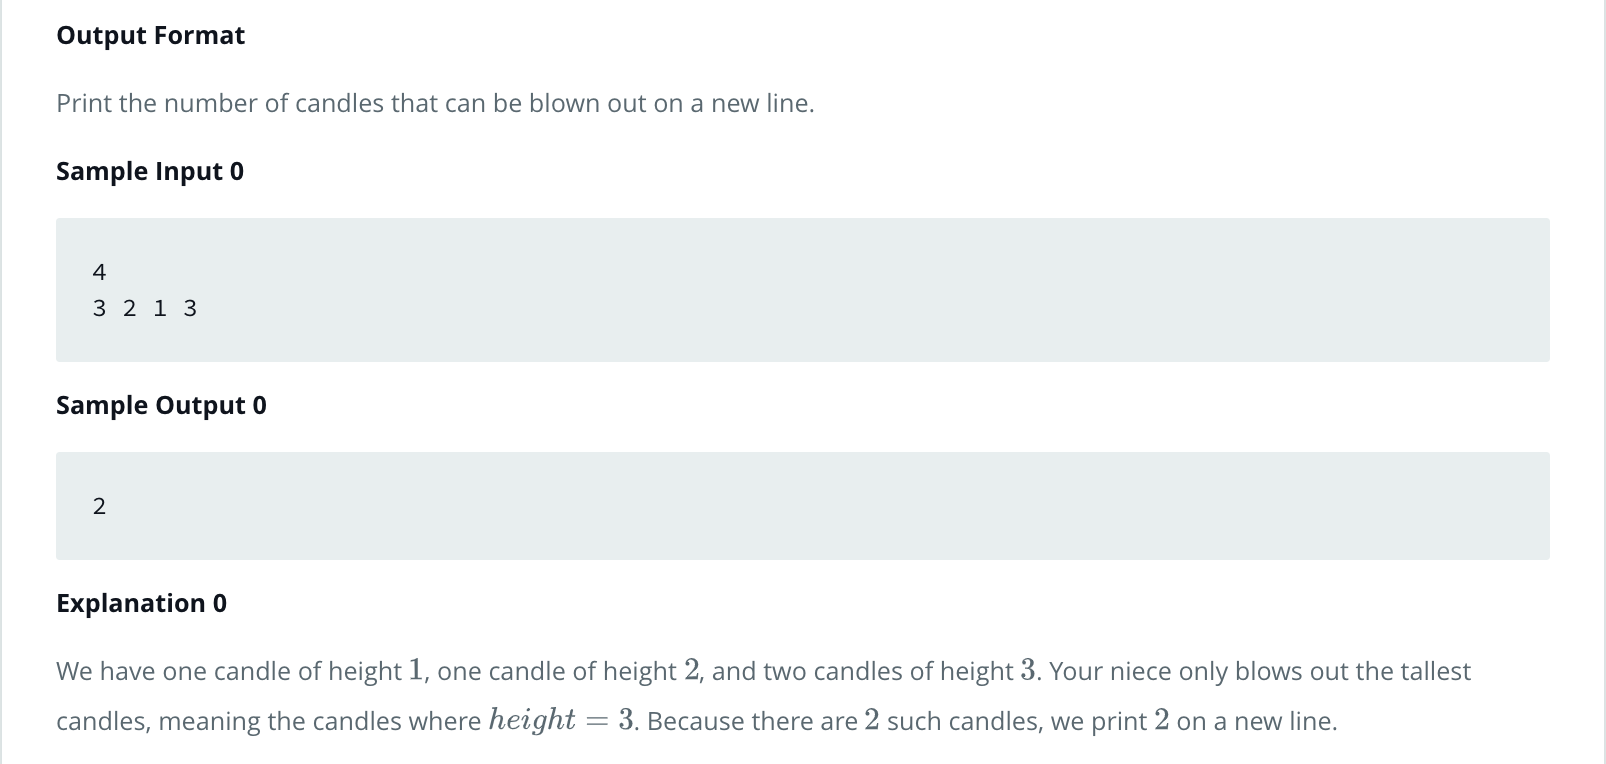 Output Format
Print the number of candles that can be blown out on a new line.
Sample Input 0
4
3 2 1 3
Sample Output 0
2
Explanation 0
We have one candle of height 1, one candle of height 2, and two candles of height 3. Your niece only blows out the tallest
candles, meaning the candles where height = 3. Because there are 2 such candles, we print 2 on a new line.